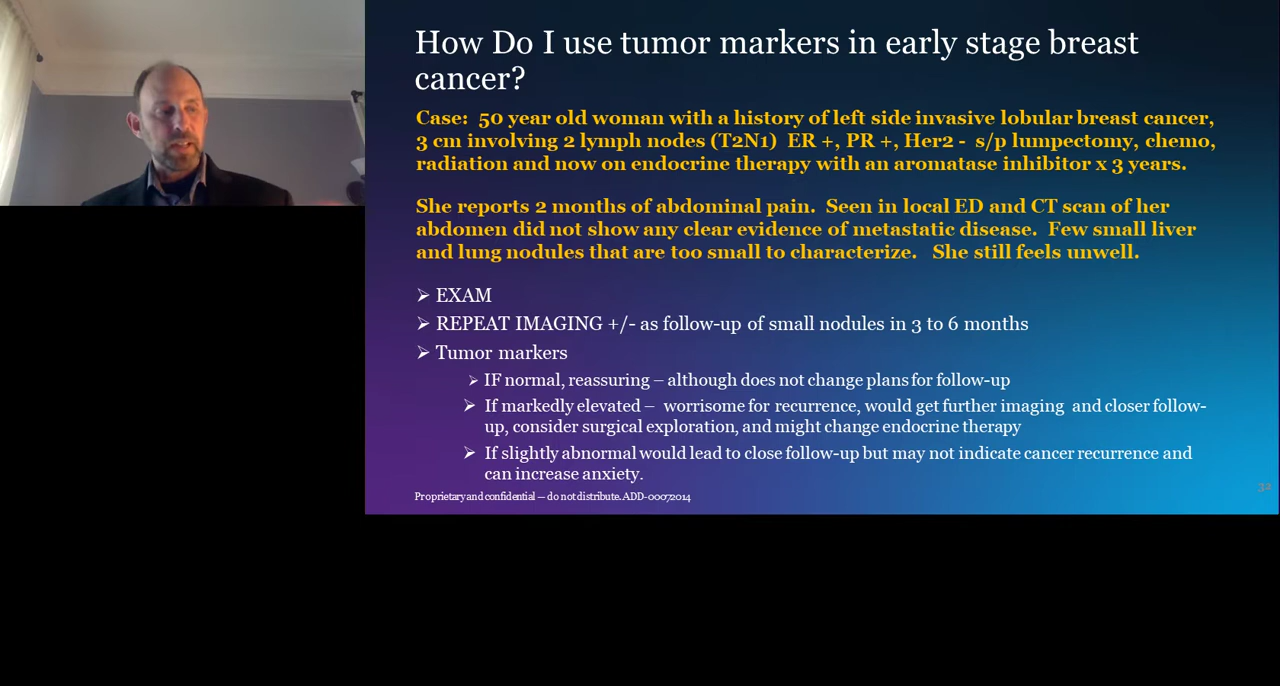 How Do I use tumor markers in early stage breast
cancer?
Case: 50 year old woman with a history of left side invasive lobular breast cancer,
3 cm involving 2 lymph nodes (T2N1) ER +, PR +, Her2 - s/p lumpectomy, chemo,
radiation and now on endocrine therapy with an aromatase inhibitor x 3 years.
She reports 2 months of abdominal pain. Seen in local ED and CT scan of her
abdomen did not show any clear evidence of metastatic disease. Few small liver
and lung nodules that are too small to characterize. She still feels unwell.
➢ EXAM
➢ REPEAT IMAGING +/- as follow-up of small nodules in 3 to 6 months
➢ Tumor markers
➢ IF normal, reassuring – although does not change plans for follow-up
➢ If markedly elevated – worrisome for recurrence, would get further imaging and closer follow-
up, consider surgical exploration, and might change endocrine therapy
➢ If slightly abnormal would lead to close follow-up but may not indicate cancer recurrence and
can increase anxiety.
Proprietary and confidential — do not distribute. ADD-00072014
32